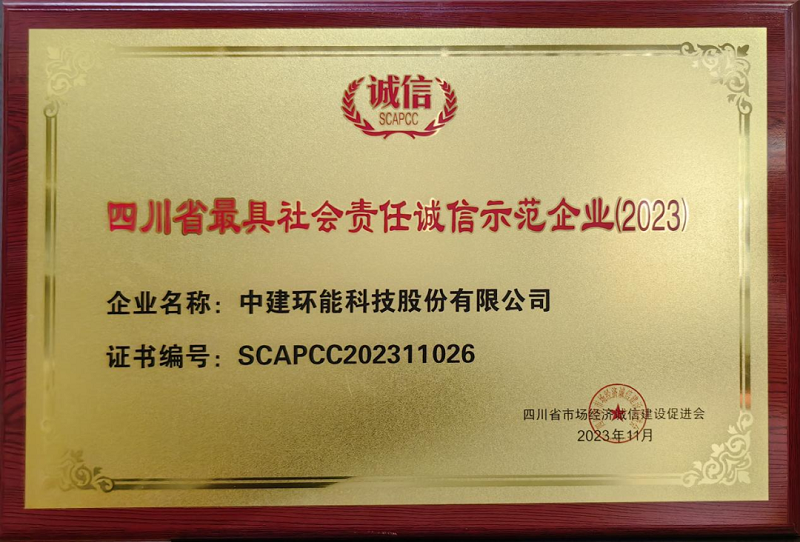 诚信
SCAPCC
四川省最具社会责任诚信示范企业(2023)
企业名称：中建环能科技股份有限公司
证书编号：SCAPCC202311026
四川省市场经济诚信建设促进会
2023年11月